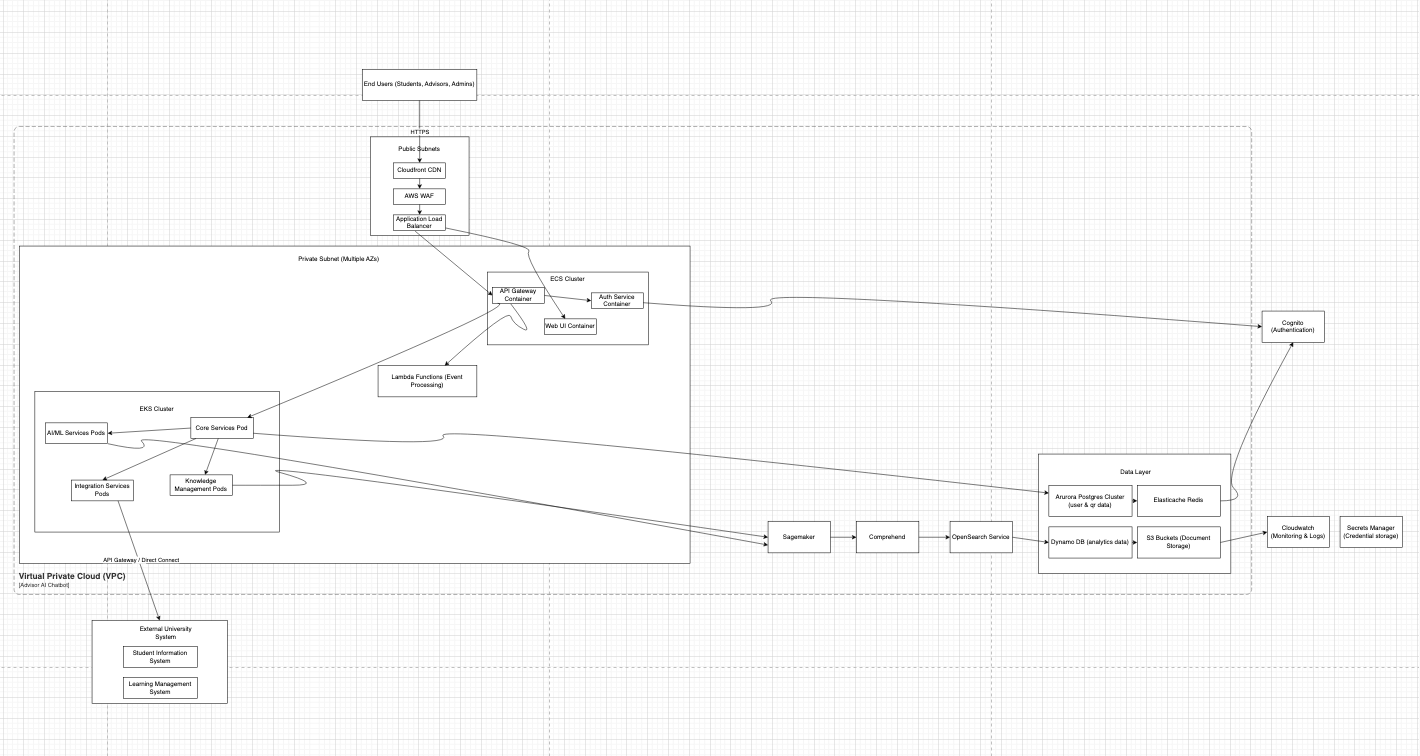 End Users (Students, Advisors, Admins)
HTTPS
Public Subnets
Cloudfront CDN
AWS WAF
Application Load
Balancer
Private Subnet (Multiple AZs)
ECS Cluster
API Gateway
Container
Auth Service
Container
Web UI Container
Cognito
(Authentication)
Lambda Functions (Event
Processing)
EKS Cluster
Core Services Pod
AI/ML Services Pods
Integration Services
Pods
Knowledge
Management Pods
Data Layer
Arurora Postgres Cluster
(user & qr data)
Elasticache Redis
Sagemaker
Comprehend
OpenSearch Service
Dynamo DB (analytics data)
S3 Buckets (Document
Storage)
Cloudwatch
(Monitoring & Logs)
Secrets Manager
(Credential storage)
API Gateway / Direct Connect
Virtual Private Cloud (VPC)
[Advisor AI Chatbot]
External University
System
Student Information
System
Learning Management
System